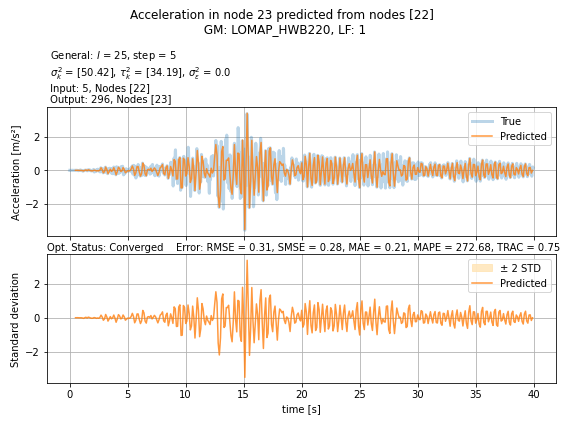 Acceleration in node 23 predicted from nodes [22]
GM: LOMAP_HWB220, LF: 1
General: l = 25, step = 5
σ²ₖ = [50.42], τ²ₖ = [34.19], σ²ε = 0.0
Input: 5, Nodes [22]
Output: 296, Nodes [23]
Acceleration [m/s²]
2
0
−2
True
Predicted
Opt. Status: Converged Error: RMSE = 0.31, SMSE = 0.28, MAE = 0.21, MAPE = 272.68, TRAC = 0.75
Standard deviation
2
0
−2
± 2 STD
Predicted
0 5 10 15 20 25 30 35 40
time [s]